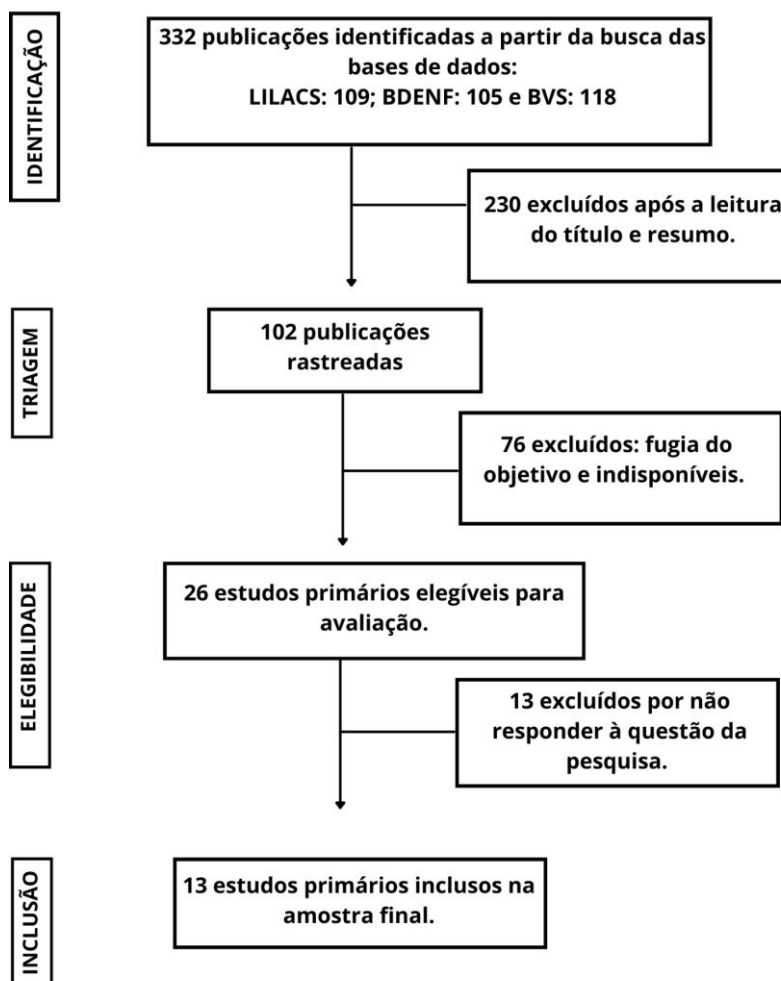 IDENTIFICAÇÃO
332 publicações identificadas a partir da busca das
bases de dados:
LILACS: 109; BDENF: 105 e BVS: 118
230 excluídos após a leitura
do título e resumo.
TRIAGEM
102 publicações
rastreadas
76 excluídos: fugia do
objetivo e indisponíveis.
ELEGIBILIDADE
26 estudos primários elegíveis para
avaliação.
13 excluídos por não
responder à questão da
pesquisa.
INCLUSÃO
13 estudos primários inclusos na
amostra final.